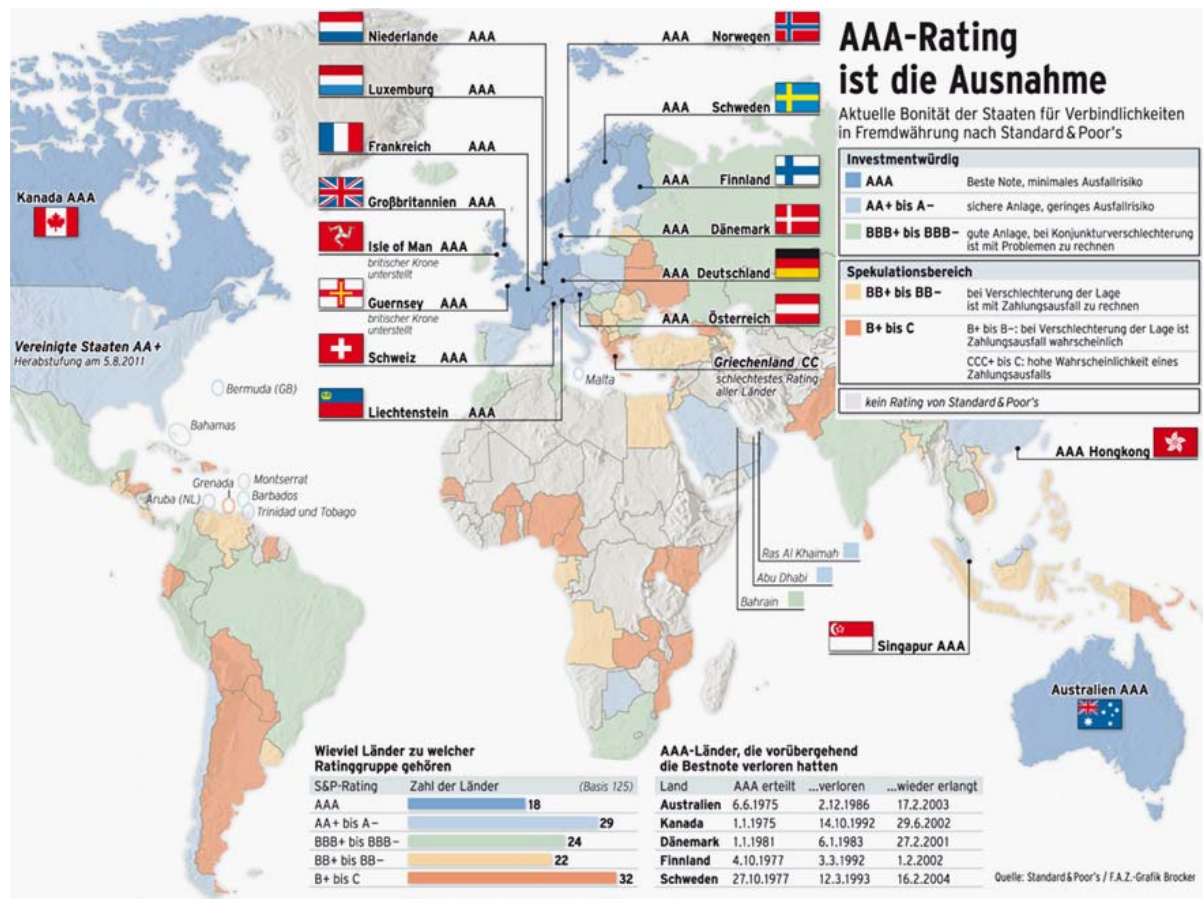 AAA-Rating
ist die Ausnahme
Aktuelle Bonität der Staaten für Verbindlichkeiten
in Fremdwährung nach Standard & Poor's
Investmentwürdig
AAA Beste Note, minimales Ausfallrisiko
AA+ bis A– sichere Anlage, geringes Ausfallrisiko
BBB+ bis BBB– gute Anlage, bei Konjunkturverschlechterung
ist mit Problemen zu rechnen
Spekulationsbereich
BB+ bis BB– bei Verschlechterung der Lage
ist mit Zahlungsausfall zu rechnen
B+ bis C B+ bis B–: bei Verschlechterung der Lage ist
Zahlungsausfall wahrscheinlich
CCC+ bis C: hohe Wahrscheinlichkeit eines
Zahlungsausfalls
kein Rating von Standard & Poor's
Niederlande AAA
Luxemburg AAA
Frankreich AAA
Großbritannien AAA
Isle of Man AAA
britischer Krone
unterstellt
Guernsey AAA
britischer Krone
unterstellt
Schweiz AAA
Liechtenstein AAA
AAA Norwegen
AAA Schweden
AAA Finnland
AAA Dänemark
AAA Deutschland
AAA Österreich
Griechenland CC
schlechtestes Rating
aller Länder
Malta
Kanada AAA
Vereinigte Staaten AA+
Herabstufung am 5.8.2011
Bermuda (GB)
Bahamas
Grenada
Montserrat
Aruba (NL)
Barbados
Trinidad und Tobago
AAA Hongkong
Ras Al Khaimah
Abu Dhabi
Bahrain
Singapur AAA
Australien AAA
Wieviel Länder zu welcher
Ratinggruppe gehören
S&P-Rating Zahl der Länder (Basis 125)
AAA 18
AA+ bis A– 29
BBB+ bis BBB– 24
BB+ bis BB– 22
B+ bis C 32
AAA-Länder, die vorübergehend
die Bestnote verloren hatten
Land AAA erteilt ...verloren ...wieder erlangt
Australien 6.6.1975 2.12.1986 17.2.2003
Kanada 1.1.1975 14.10.1992 29.6.2002
Dänemark 1.1.1981 6.1.1983 27.2.2001
Finnland 4.10.1977 3.3.1992 1.2.2002
Schweden 27.10.1977 12.3.1993 16.2.2004
Quelle: Standard & Poor's / F.A.Z.-Grafik Brocker